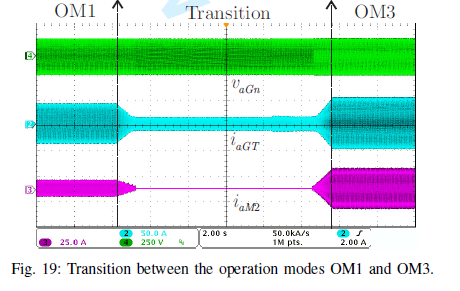 OM1 Transition OM3
4
v_aGn
2
i_aGT
3
i_aM2
2 50.0 A 2.00 s 50.0kA/s 2
3 25.0 A 4 250 V 1M pts. 2.00 A
Fig. 19: Transition between the operation modes OM1 and OM3.